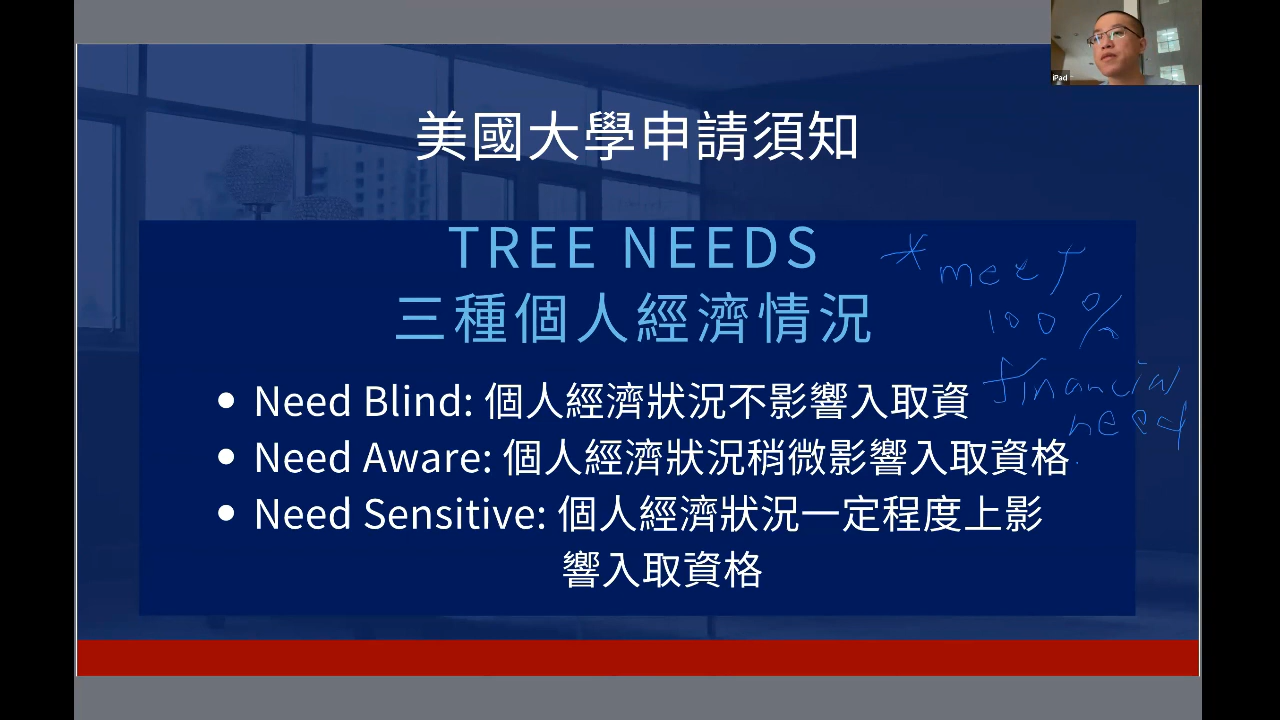 iPad
美國大學申請須知
TREE NEEDS
三種個人經濟情況
* meet
100%
financial
need
• Need Blind: 個人經濟狀況不影響入取資
• Need Aware: 個人經濟狀況稍微影響入取資格
• Need Sensitive: 個人經濟狀況一定程度上影
響入取資格